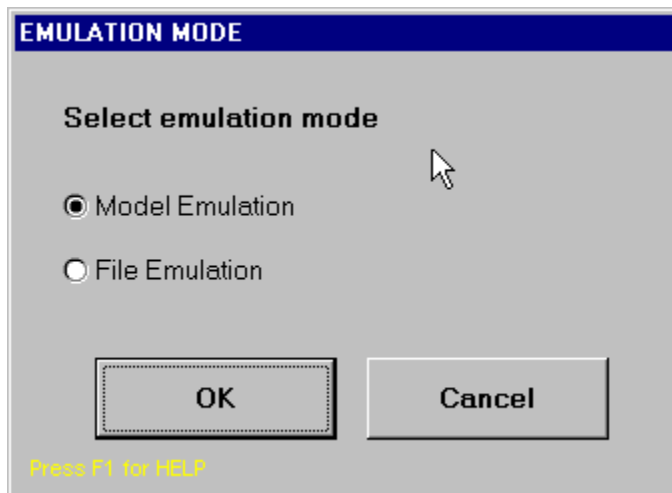 EMULATION MODE
Select emulation mode
Model Emulation
File Emulation
OK
Cancel
Press F1 for HELP